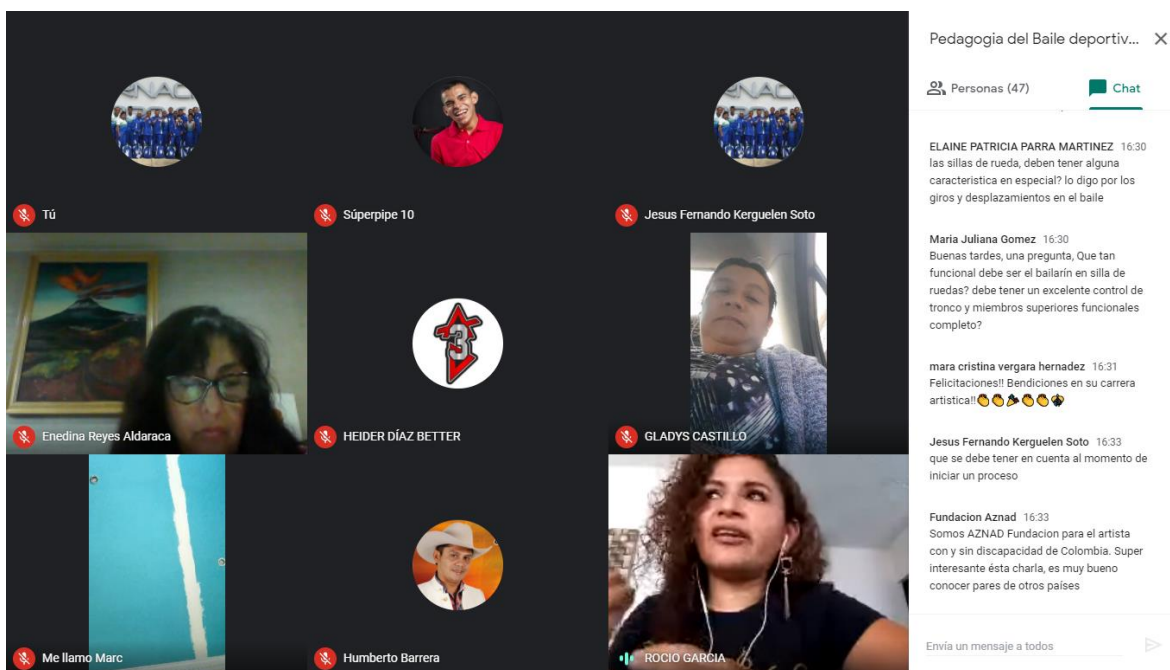 RNAC
RNAC
Tú
Súperpipe 10
Jesus Fernando Kerguelen Soto
3
Enedina Reyes Aldaraca
HEIDER DÍAZ BETTER
GLADYS CASTILLO
Me llamo Marc
Humberto Barrera
ROCIO GARCIA
Pedagogia del Baile deportiv...
Personas (47)
Chat
ELAINE PATRICIA PARRA MARTINEZ 16:30
las sillas de rueda, deben tener alguna
caracteristica en especial? lo digo por los
giros y desplazamientos en el baile
Maria Juliana Gomez 16:30
Buenas tardes, una pregunta, Que tan
funcional debe ser el bailarín en silla de
ruedas? debe tener un excelente control de
tronco y miembros superiores funcionales
completo?
mara cristina vergara hernadez 16:31
Felicitaciones!! Bendiciones en su carrera
artistica!!
Jesus Fernando Kerguelen Soto 16:33
que se debe tener en cuenta al momento de
iniciar un proceso
Fundacion Aznad 16:33
Somos AZNAD Fundacion para el artista
con y sin discapacidad de Colombia. Super
interesante ésta charla, es muy bueno
conocer pares de otros países
Envía un mensaje a todos